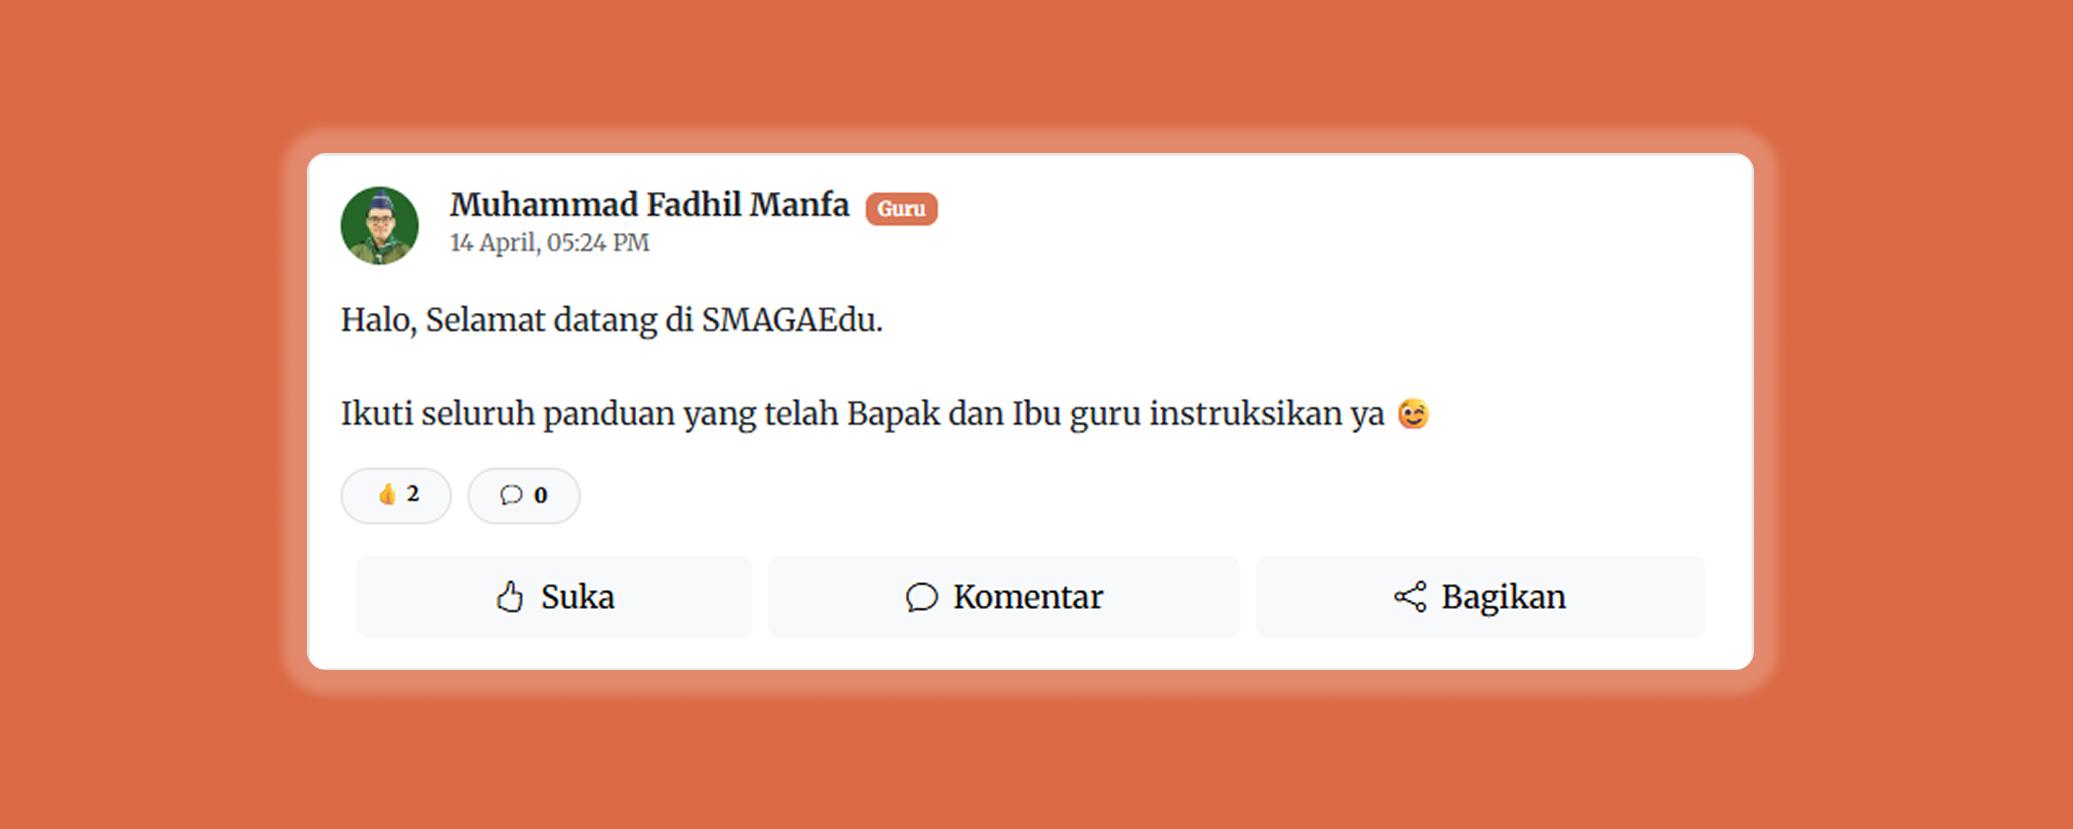 Muhammad Fadhil Manfa Guru
14 April, 05:24 PM
Halo, Selamat datang di SMAGAEdu.
Ikuti seluruh panduan yang telah Bapak dan Ibu guru instruksikan ya 😉
👍 2 0
Suka Komentar Bagikan